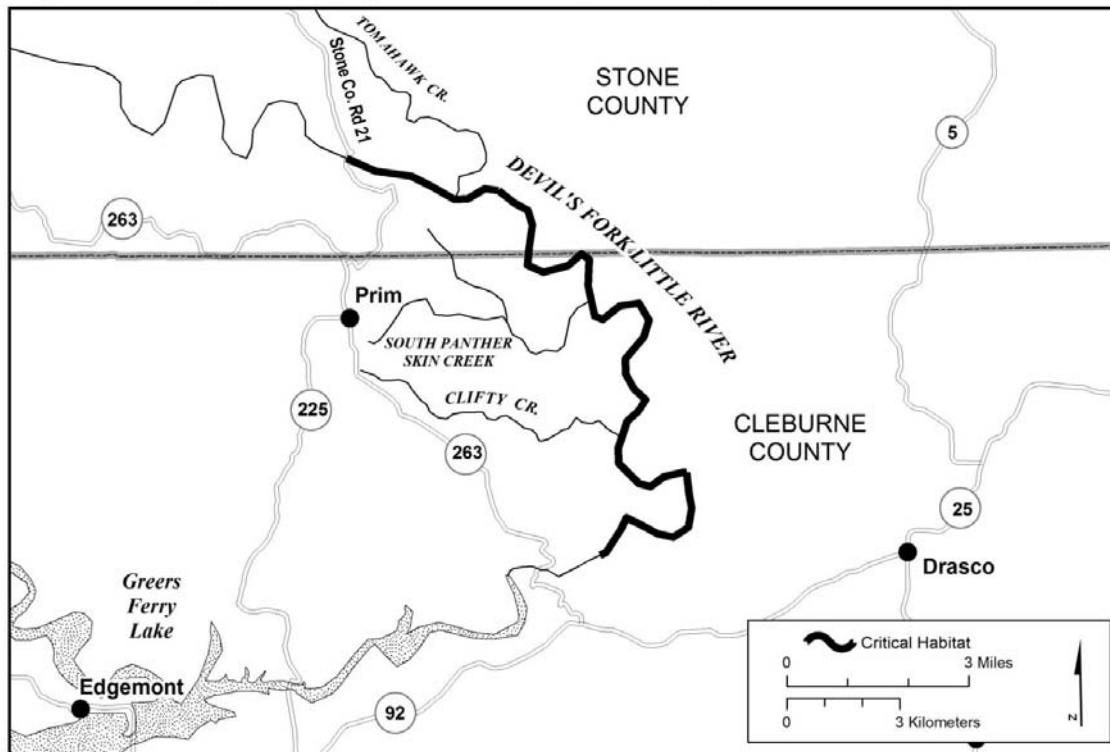 TOMAHAWK CR.
Stone Co. Rd 21
STONE
COUNTY
5
DEVIL'S FORK LITTLE RIVER
263
Prim
SOUTH PANTHER
SKIN CREEK
CLIFTY CR.
225
263
CLEBURNE
COUNTY
25
Drasco
Greers
Ferry
Lake
Edgemont
92
Critical Habitat
0 3 Miles
0 3 Kilometers
N